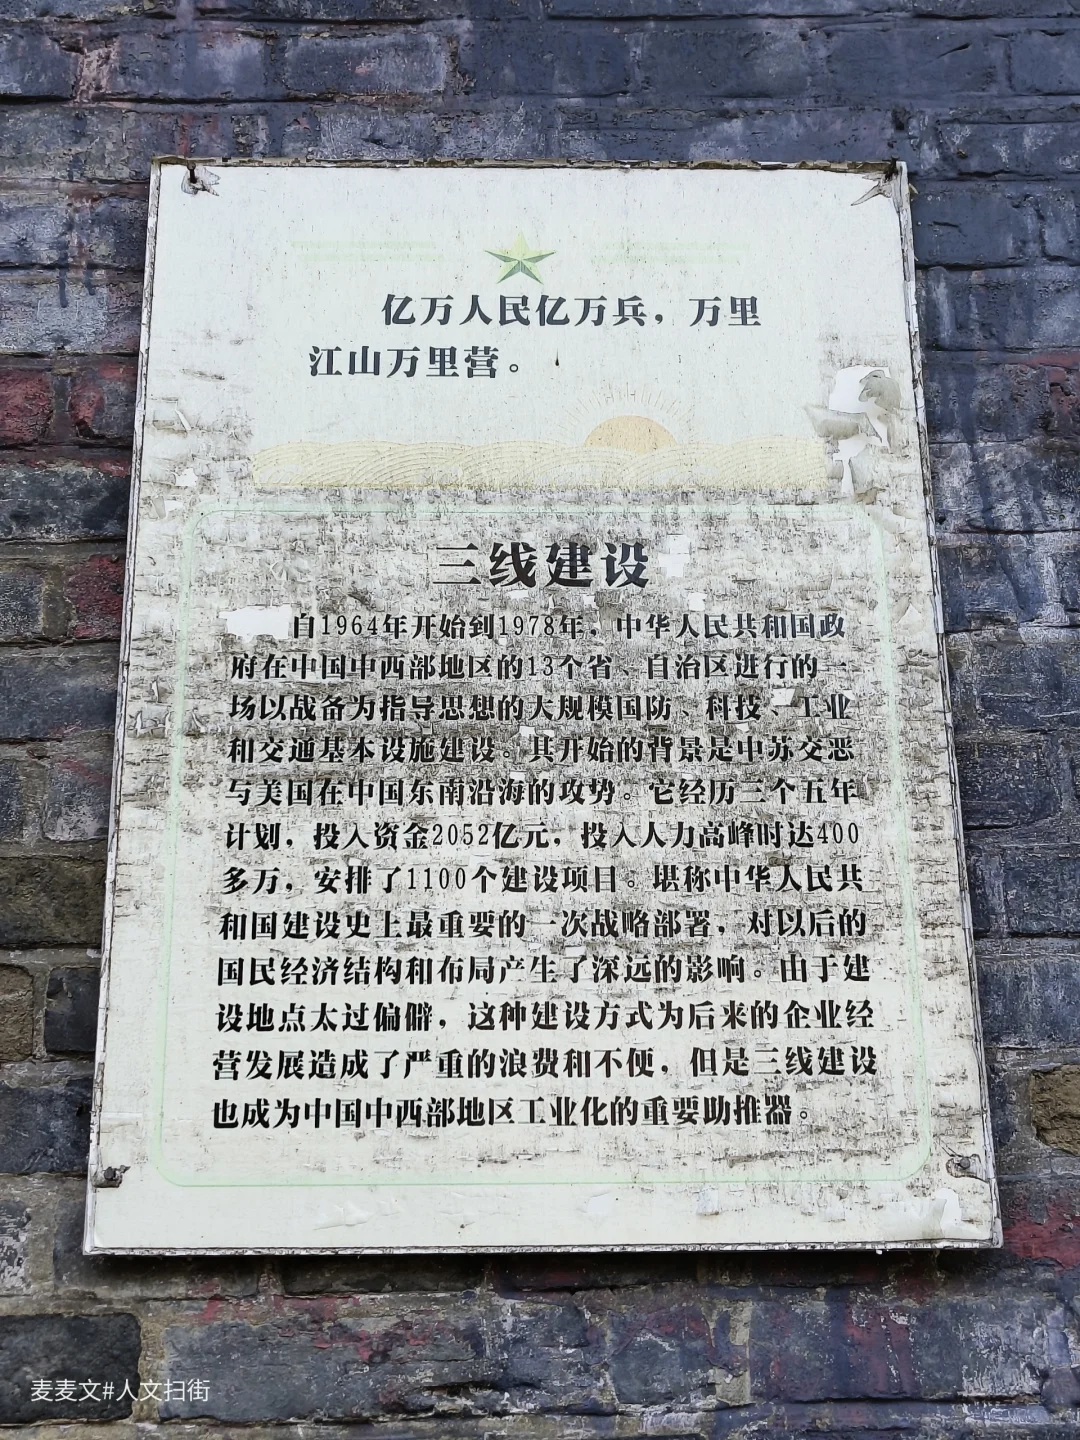 亿万人民亿万兵，万里
江山万里营。
三线建设
自1964年开始到1978年，中华人民共和国政
府在中国中西部地区的13个省、自治区进行的一
场以战备为指导思想的大规模国防、科技、工业
和交通基本设施建设。其开始的背景是中苏交恶
与美国在中国东南沿海的攻势。它经历三个五年
计划，投入资金2052亿元，投入人力高峰时达400
多万，安排了1100个建设项目。堪称中华人民共
和国建设史上最重要的一次战略部署，对以后的
国民经济结构和布局产生了深远的影响。由于建
设地点太过偏僻，这种建设方式为后来的企业经
营发展造成了严重的浪费和不便，但是三线建设
也成为中国中西部地区工业化的重要助推器。
麦麦文#人文扫街